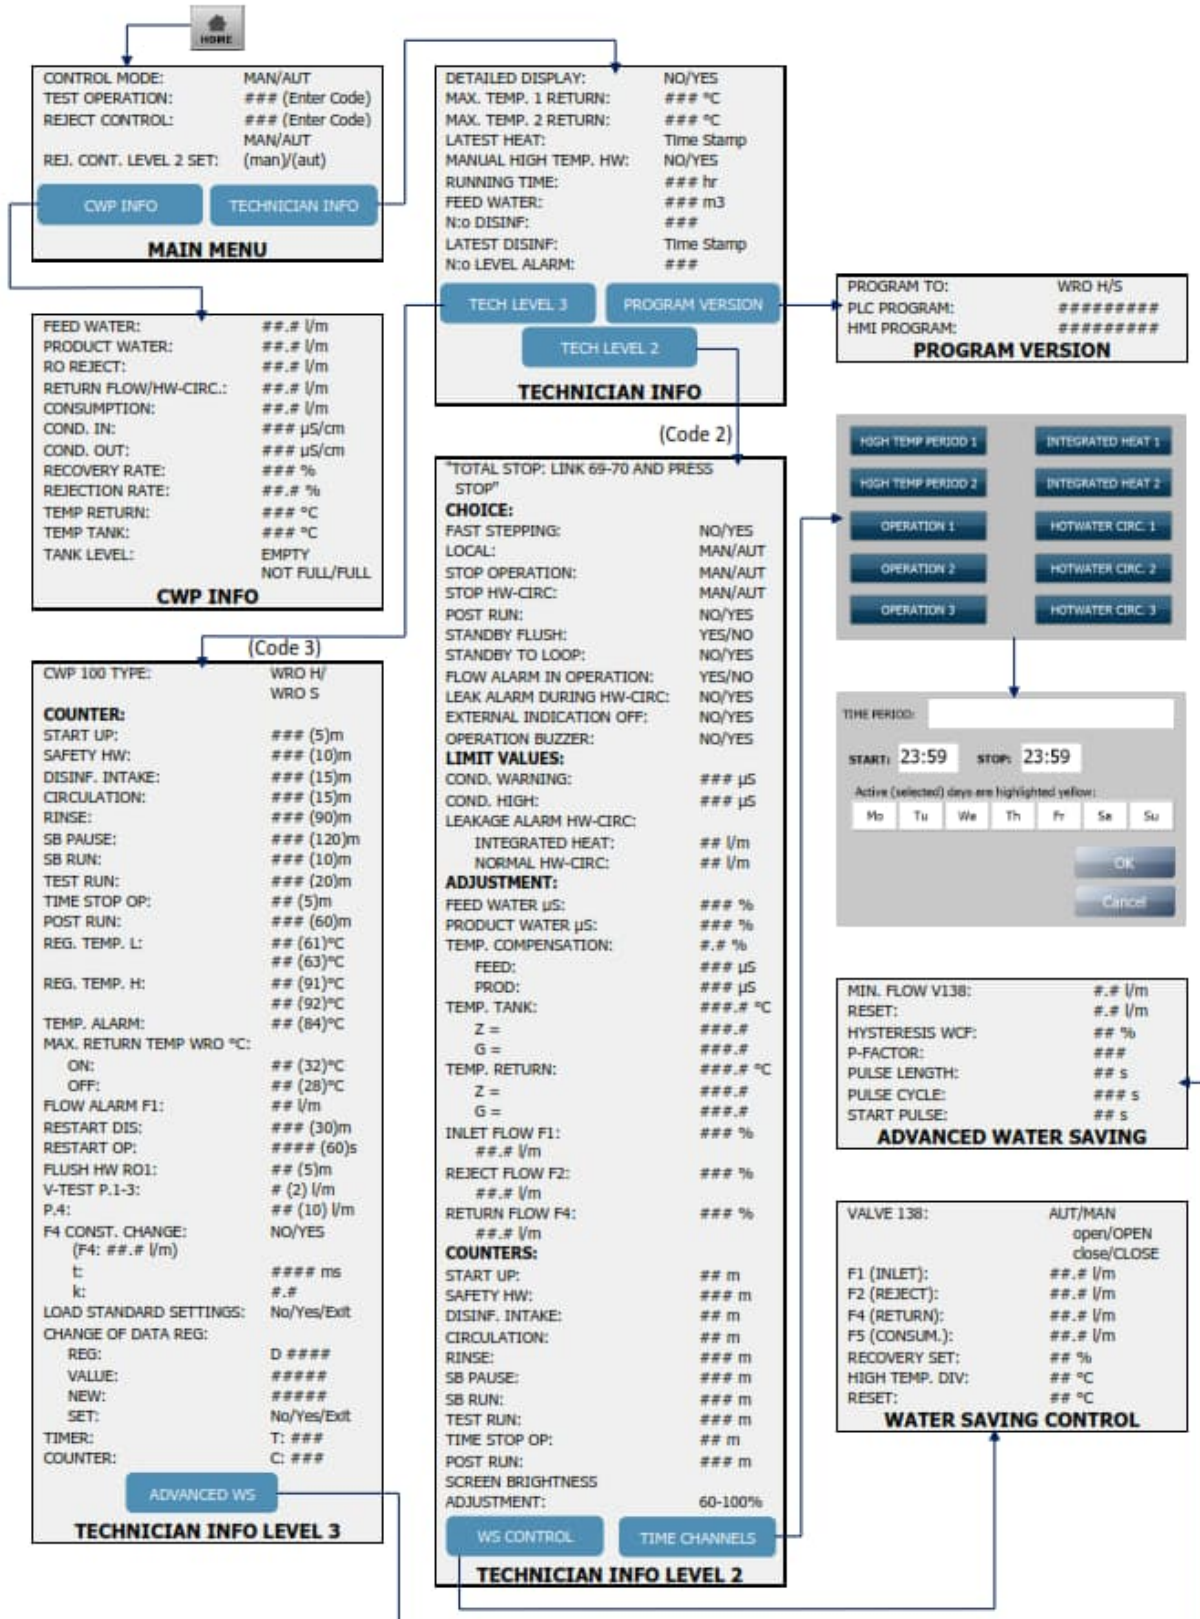 HOME
CONTROL MODE: MAN/AUT
TEST OPERATION: ### (Enter Code)
REJECT CONTROL: ### (Enter Code)
MAN/AUT
REJ. CONT. LEVEL 2 SET: (man)/(aut)
CWP INFO TECHNICIAN INFO
MAIN MENU
FEED WATER: ##.# l/m
PRODUCT WATER: ##.# l/m
RO REJECT: ##.# l/m
RETURN FLOW/HW-CIRC.: ##.# l/m
CONSUMPTION: ##.# l/m
COND. IN: ### µS/cm
COND. OUT: ### µS/cm
RECOVERY RATE: ### %
REJECTION RATE: ##.# %
TEMP RETURN: ### °C
TEMP TANK: ### °C
TANK LEVEL: EMPTY
NOT FULL/FULL
CWP INFO
(Code 3)
CWP 100 TYPE: WRO H/
WRO S
COUNTER:
START UP: ### (5)m
SAFETY HW: ### (10)m
DISINF. INTAKE: ### (15)m
CIRCULATION: ### (15)m
RINSE: ### (90)m
SB PAUSE: ### (120)m
SB RUN: ### (10)m
TEST RUN: ### (20)m
TIME STOP OP: ## (5)m
POST RUN: ### (60)m
REG. TEMP. L: ## (61)°C
## (63)°C
REG. TEMP. H: ## (91)°C
## (92)°C
TEMP. ALARM: ## (84)°C
MAX. RETURN TEMP WRO °C:
ON: ## (32)°C
OFF: ## (28)°C
FLOW ALARM F1: ## l/m
RESTART DIS: ### (30)m
RESTART OP: #### (60)s
FLUSH HW RO1: ## (5)m
V-TEST P.1-3: # (2) l/m
P.4: ## (10) l/m
F4 CONST. CHANGE: NO/YES
(F4: ##.# l/m)
t: #### ms
k: #.#
LOAD STANDARD SETTINGS: No/Yes/Exit
CHANGE OF DATA REG:
REG: D ####
VALUE: #####
NEW: #####
SET: No/Yes/Exit
TIMER: T: ###
COUNTER: C: ###
ADVANCED WS
TECHNICIAN INFO LEVEL 3
DETAILED DISPLAY: NO/YES
MAX. TEMP. 1 RETURN: ### °C
MAX. TEMP. 2 RETURN: ### °C
LATEST HEAT: Time Stamp
MANUAL HIGH TEMP. HW: NO/YES
RUNNING TIME: ### hr
FEED WATER: ### m3
N:o DISINF: ###
LATEST DISINF: Time Stamp
N:o LEVEL ALARM: ###
TECH LEVEL 3 PROGRAM VERSION
TECH LEVEL 2
TECHNICIAN INFO
(Code 2)
"TOTAL STOP: LINK 69-70 AND PRESS
STOP"
CHOICE:
FAST STEPPING: NO/YES
LOCAL: MAN/AUT
STOP OPERATION: MAN/AUT
STOP HW-CIRC: MAN/AUT
POST RUN: NO/YES
STANDBY FLUSH: YES/NO
STANDBY TO LOOP: NO/YES
FLOW ALARM IN OPERATION: YES/NO
LEAK ALARM DURING HW-CIRC: NO/YES
EXTERNAL INDICATION OFF: NO/YES
OPERATION BUZZER: NO/YES
LIMIT VALUES:
COND. WARNING: ### µS
COND. HIGH: ### µS
LEAKAGE ALARM HW-CIRC:
INTEGRATED HEAT: ## l/m
NORMAL HW-CIRC: ## l/m
ADJUSTMENT:
FEED WATER µS: ### %
PRODUCT WATER µS: ### %
TEMP. COMPENSATION: #.# %
FEED: ### µS
PROD: ### µS
TEMP. TANK: ###.# °C
Z = ###.#
G = ###.#
TEMP. RETURN: ###.# °C
Z = ###.#
G = ###.#
INLET FLOW F1: ### %
##.# l/m
REJECT FLOW F2: ### %
##.# l/m
RETURN FLOW F4: ### %
##.# l/m
COUNTERS:
START UP: ## m
SAFETY HW: ### m
DISINF. INTAKE: ## m
CIRCULATION: ## m
RINSE: ### m
SB PAUSE: ### m
SB RUN: ### m
TEST RUN: ### m
TIME STOP OP: ## m
POST RUN: ### m
SCREEN BRIGHTNESS
ADJUSTMENT: 60-100%
WS CONTROL TIME CHANNELS
TECHNICIAN INFO LEVEL 2
PROGRAM TO: WRO H/S
PLC PROGRAM: #########
HMI PROGRAM: #########
PROGRAM VERSION
HIGH TEMP PERIOD 1 INTEGRATED HEAT 1
HIGH TEMP PERIOD 2 INTEGRATED HEAT 2
OPERATION 1 HOTWATER CIRC. 1
OPERATION 2 HOTWATER CIRC. 2
OPERATION 3 HOTWATER CIRC. 3
TIME PERIOD:
START: 23:59 STOP: 23:59
Active (selected) days are highlighted yellow:
Mo Tu We Th Fr Sa Su
OK
Cancel
MIN. FLOW V138: #.# l/m
RESET: #.# l/m
HYSTERESIS WCF: ## %
P-FACTOR: ###
PULSE LENGTH: ## s
PULSE CYCLE: ### s
START PULSE: ## s
ADVANCED WATER SAVING
VALVE 138: AUT/MAN
open/OPEN
close/CLOSE
F1 (INLET): ##.# l/m
F2 (REJECT): ##.# l/m
F4 (RETURN): ##.# l/m
F5 (CONSUM.): ##.# l/m
RECOVERY SET: ## %
HIGH TEMP. DIV: ## °C
RESET: ## °C
WATER SAVING CONTROL